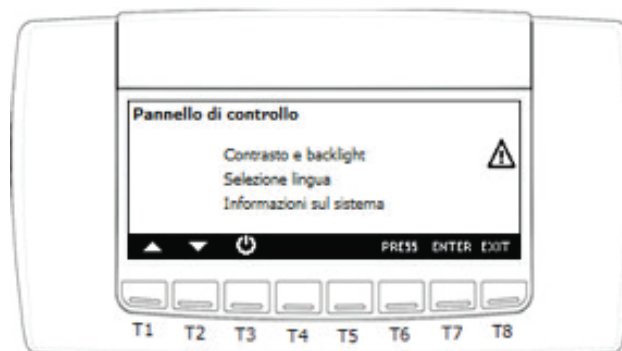 Pannello di controllo
Contrasto e backlight
Selezione lingua
Informazioni sul sistema
PRESS ENTER EXIT
T1 T2 T3 T4 T5 T6 T7 T8